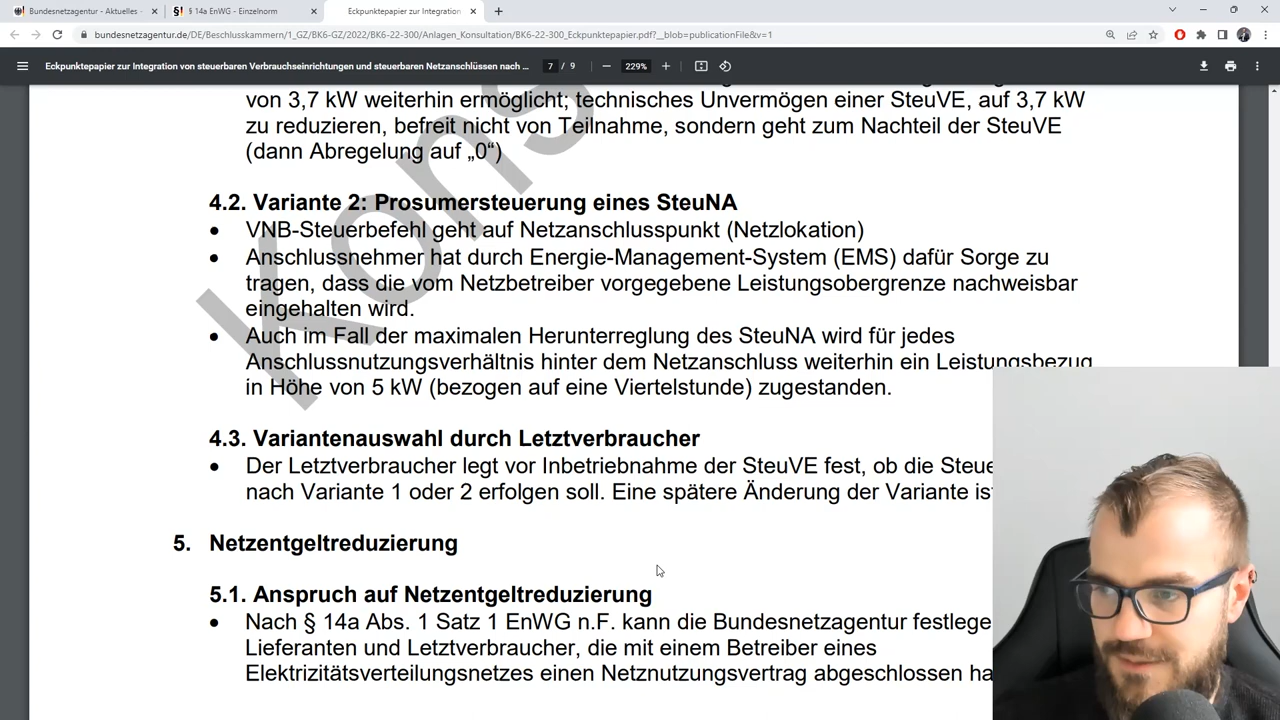 Bundesnetzagentur - Aktuelles -
§ 14a EnWG - Einzelnorm
Eckpunktepapier zur Integration
bundesnetzagentur.de/DE/Beschlusskammern/1_GZ/BK6-GZ/2022/BK6-22-300/Anlagen_Konsultation/BK6-22-300_Eckpunktepapier.pdf?__blob=publicationFile&v=1
Eckpunktepapier zur Integration von steuerbaren Verbrauchseinrichtungen und steuerbaren Netzanschlüssen nach ...
7 / 9
229%
Kons
von 3,7 kW weiterhin ermöglicht; technisches Unvermögen einer SteuVE, auf 3,7 kW
zu reduzieren, befreit nicht von Teilnahme, sondern geht zum Nachteil der SteuVE
(dann Abregelung auf „0“)
4.2. Variante 2: Prosumersteuerung eines SteuNA
• VNB-Steuerbefehl geht auf Netzanschlusspunkt (Netzlokation)
• Anschlussnehmer hat durch Energie-Management-System (EMS) dafür Sorge zu
tragen, dass die vom Netzbetreiber vorgegebene Leistungsobergrenze nachweisbar
eingehalten wird.
• Auch im Fall der maximalen Herunterreglung des SteuNA wird für jedes
Anschlussnutzungsverhältnis hinter dem Netzanschluss weiterhin ein Leistungsbezug
in Höhe von 5 kW (bezogen auf eine Viertelstunde) zugestanden.
4.3. Variantenauswahl durch Letztverbraucher
• Der Letztverbraucher legt vor Inbetriebnahme der SteuVE fest, ob die Steue
nach Variante 1 oder 2 erfolgen soll. Eine spätere Änderung der Variante ist
5. Netzentgeltreduzierung
5.1. Anspruch auf Netzentgeltreduzierung
• Nach § 14a Abs. 1 Satz 1 EnWG n.F. kann die Bundesnetzagentur festlege
Lieferanten und Letztverbraucher, die mit einem Betreiber eines
Elektrizitätsverteilungsnetzes einen Netznutzungsvertrag abgeschlossen ha